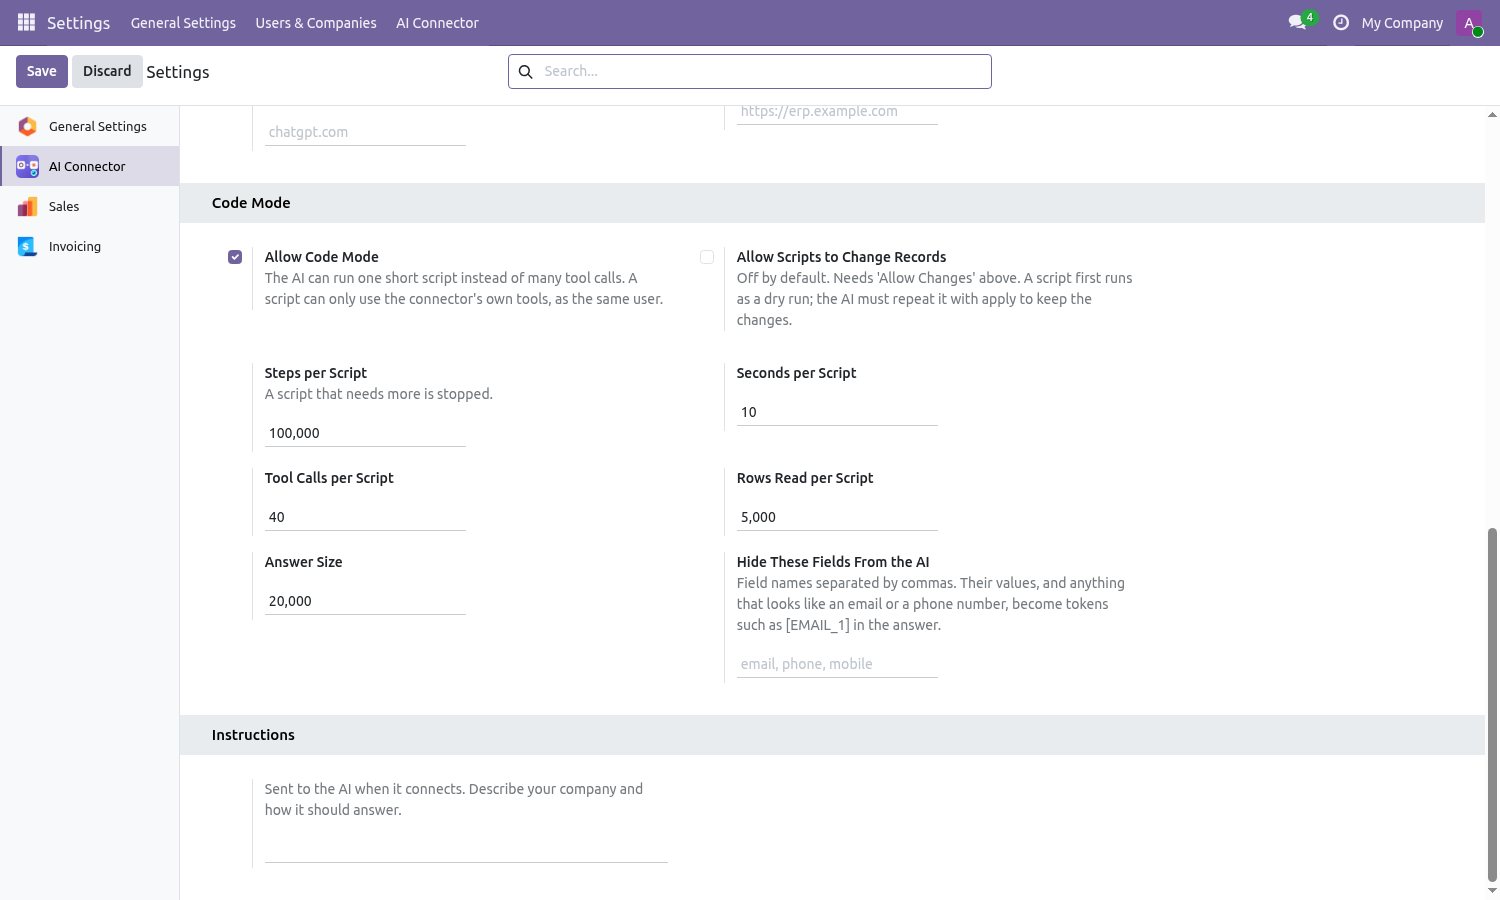 Settings
General Settings
Users & Companies
AI Connector
4
My Company
A
Save
Discard
Settings
Search...
General Settings
AI Connector
Sales
Invoicing
chatgpt.com
https://erp.example.com
Code Mode
Allow Code Mode
The AI can run one short script instead of many tool calls. A
script can only use the connector's own tools, as the same user.
Allow Scripts to Change Records
Off by default. Needs 'Allow Changes' above. A script first runs
as a dry run; the AI must repeat it with apply to keep the
changes.
Steps per Script
A script that needs more is stopped.
100,000
Seconds per Script
10
Tool Calls per Script
40
Rows Read per Script
5,000
Answer Size
20,000
Hide These Fields From the AI
Field names separated by commas. Their values, and anything
that looks like an email or a phone number, become tokens
such as [EMAIL_1] in the answer.
email, phone, mobile
Instructions
Sent to the AI when it connects. Describe your company and
how it should answer.